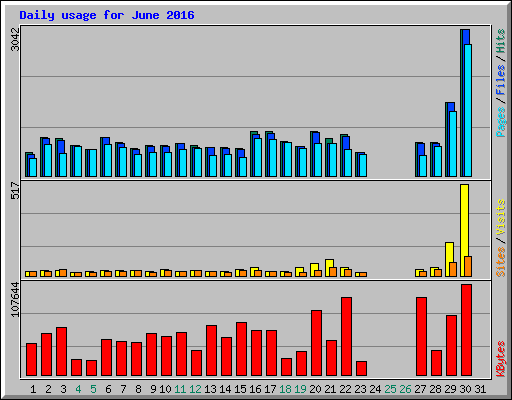 Daily usage for June 2016
3042
Pages / Files / Hits
517
Sites / Visits
107644
KBytes
1 2 3 4 5 6 7 8 9 10 11 12 13 14 15 16 17 18 19 20 21 22 23 24 25 26 27 28 29 30 31